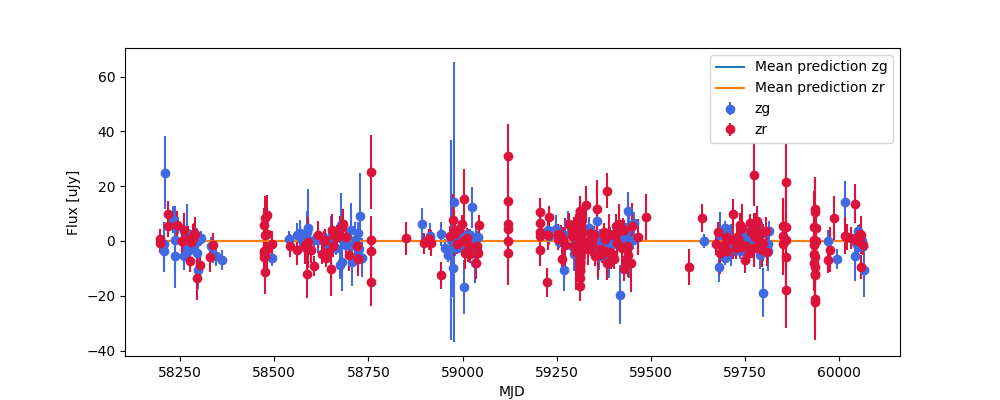 Mean prediction zg
Mean prediction zr
zg
zr
60
40
20
0
−20
−40
Flux [uJy]
58250
58500
58750
59000
59250
59500
59750
60000
MJD